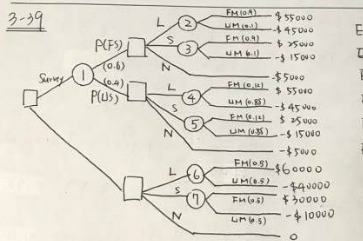 3-39
L 2 FM(0.9) $55000
UM(0.1) -$45000
P(FS) S 3 FM(0.9) $25000
UM(0.1) -$15000
(0.6) N -$5000
Survey 1
(0.4) L 4 FM(0.12) $55000
P(US) UM(0.88) -$45000
S 5 FM(0.12) $25000
UM(0.88) -$15000
N -$5000
L 6 FM(0.5) $60000
UM(0.5) -$40000
S 7 FM(0.5) $30000
UM(0.5) -$10000
N 0